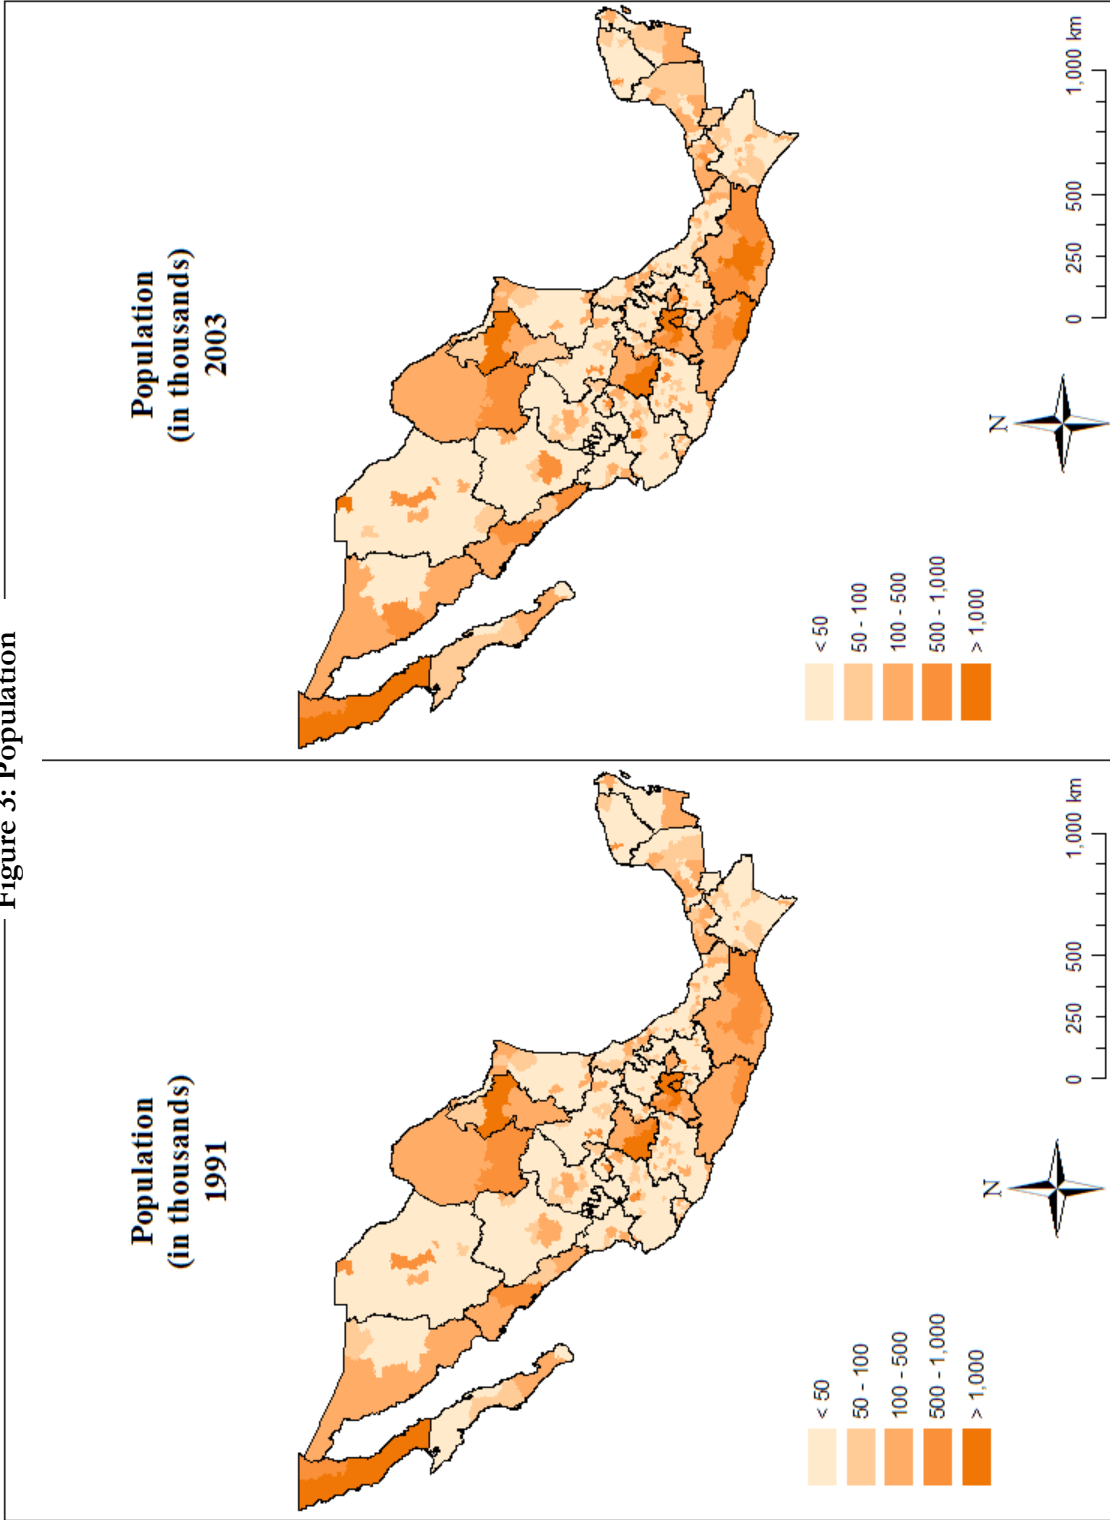 Figure 3: Population
Population
(in thousands)
1991
< 50
50 - 100
100 - 500
500 - 1,000
> 1,000
N
0 250 500 1,000 km
Population
(in thousands)
2003
< 50
50 - 100
100 - 500
500 - 1,000
> 1,000
N
0 250 500 1,000 km